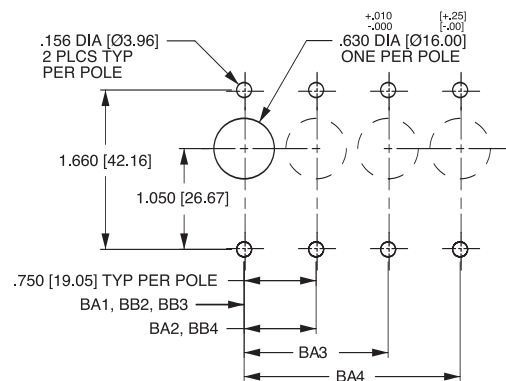 .156 DIA [Ø3.96]
2 PLCS TYP
PER POLE
+.010 [+.25]
-.000 [-.00]
.630 DIA [Ø16.00]
ONE PER POLE
1.660 [42.16]
1.050 [26.67]
.750 [19.05] TYP PER POLE
BA1, BB2, BB3
BA2, BB4
BA3
BA4